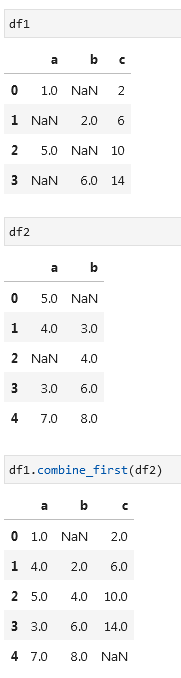 df1
a b c
0 1.0 NaN 2
1 NaN 2.0 6
2 5.0 NaN 10
3 NaN 6.0 14
df2
a b
0 5.0 NaN
1 4.0 3.0
2 NaN 4.0
3 3.0 6.0
4 7.0 8.0
df1.combine_first(df2)
a b c
0 1.0 NaN 2.0
1 4.0 2.0 6.0
2 5.0 4.0 10.0
3 3.0 6.0 14.0
4 7.0 8.0 NaN